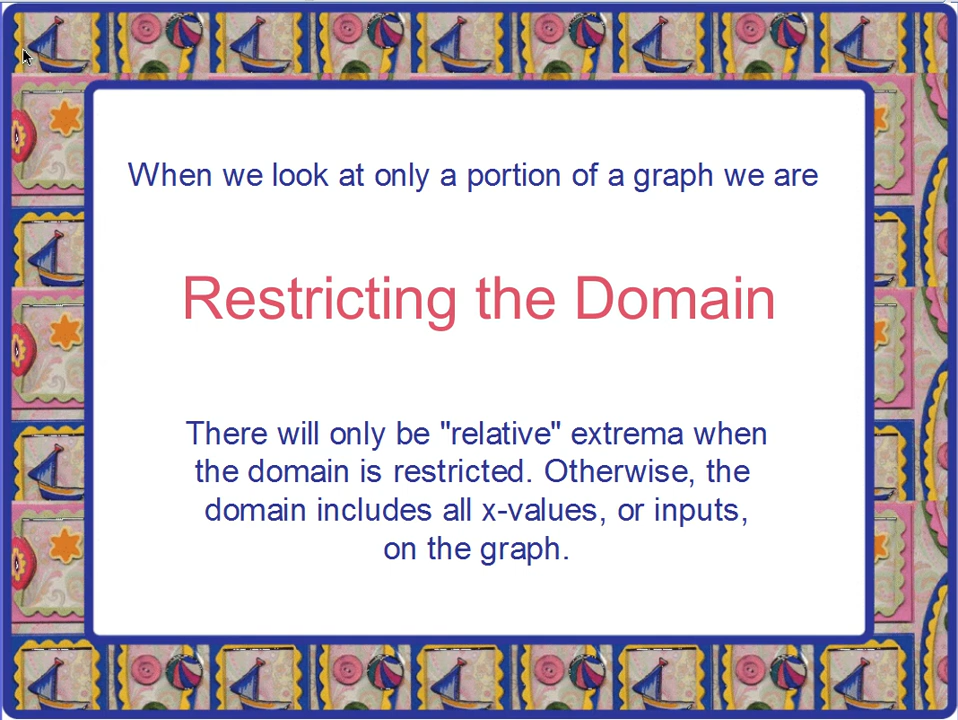 When we look at only a portion of a graph we are
Restricting the Domain
There will only be "relative" extrema when
the domain is restricted. Otherwise, the
domain includes all x-values, or inputs,
on the graph.